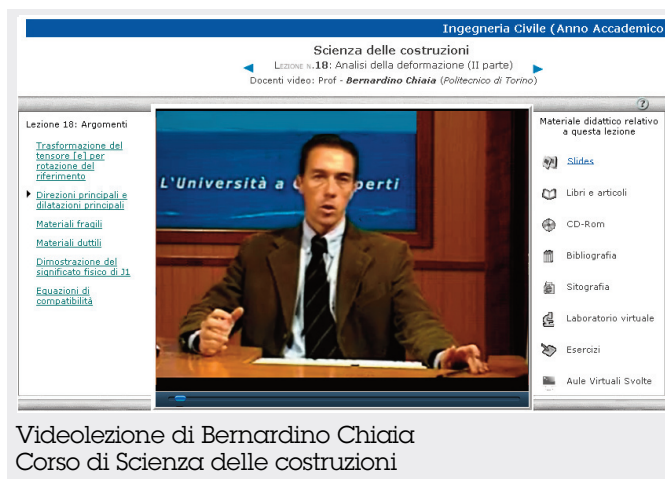 Ingegneria Civile (Anno Accademico
Scienza delle costruzioni
Lezione n.18: Analisi della deformazione (II parte)
Docenti video: Prof - Bernardino Chiaia (Politecnico di Torino)
?
Lezione 18: Argomenti
Trasformazione del
tensore [e] per
rotazione del
riferimento
Direzioni principali e
dilatazioni principali
Materiali fragili
Materiali duttili
Dimostrazione del
significato fisico di J1
Equazioni di
compatibilità
L'Università a perti
Materiale didattico relativo
a questa lezione
Slides
Libri e articoli
CD-Rom
Bibliografia
Sitografia
Laboratorio virtuale
Esercizi
Aule Virtuali Svolte
Videolezione di Bernardino Chiaia
Corso di Scienza delle costruzioni